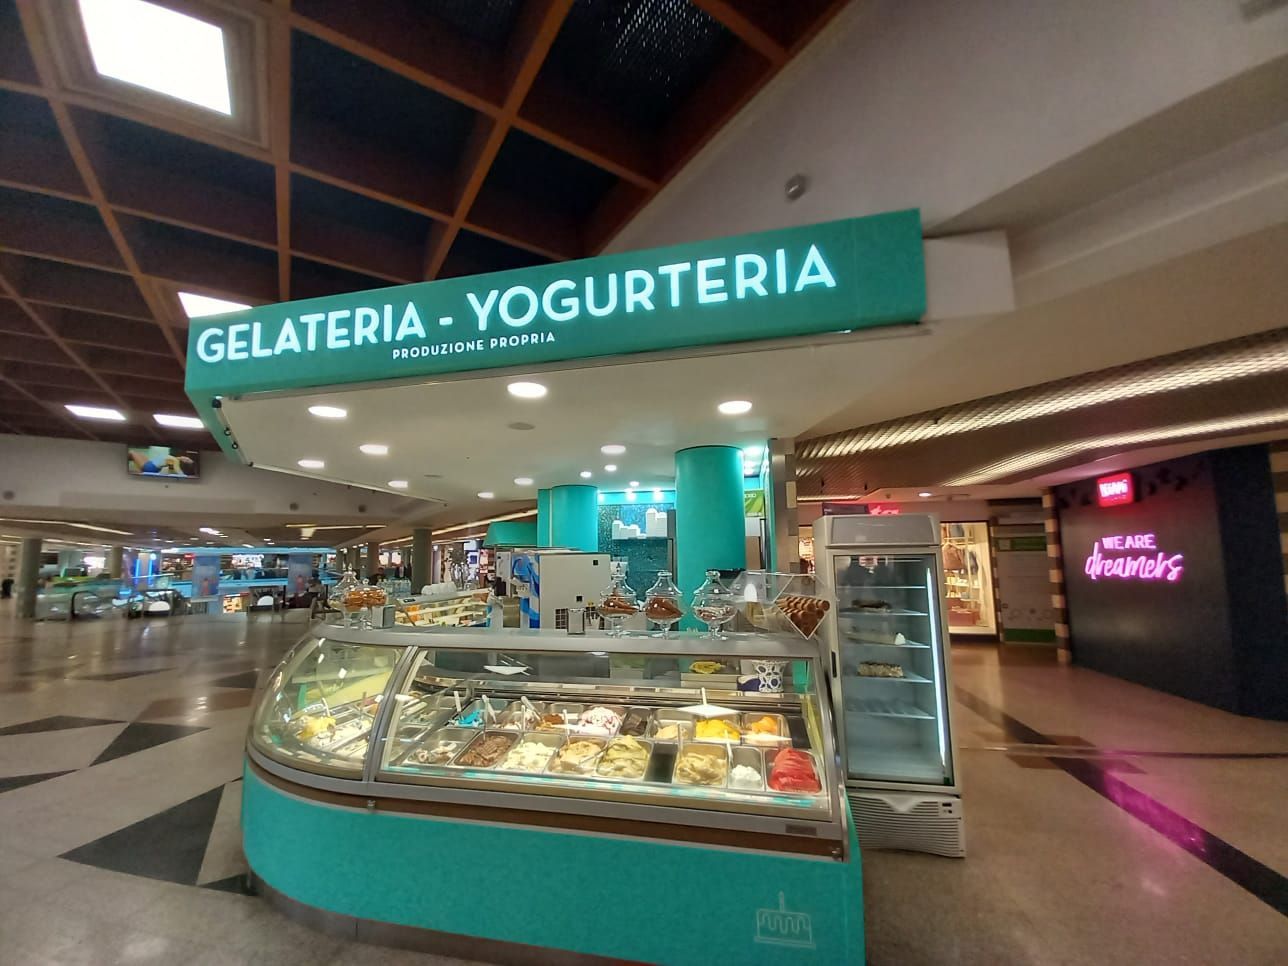 GELATERIA - YOGURTERIA
PRODUZIONE PROPRIA
WE ARE
dreamers